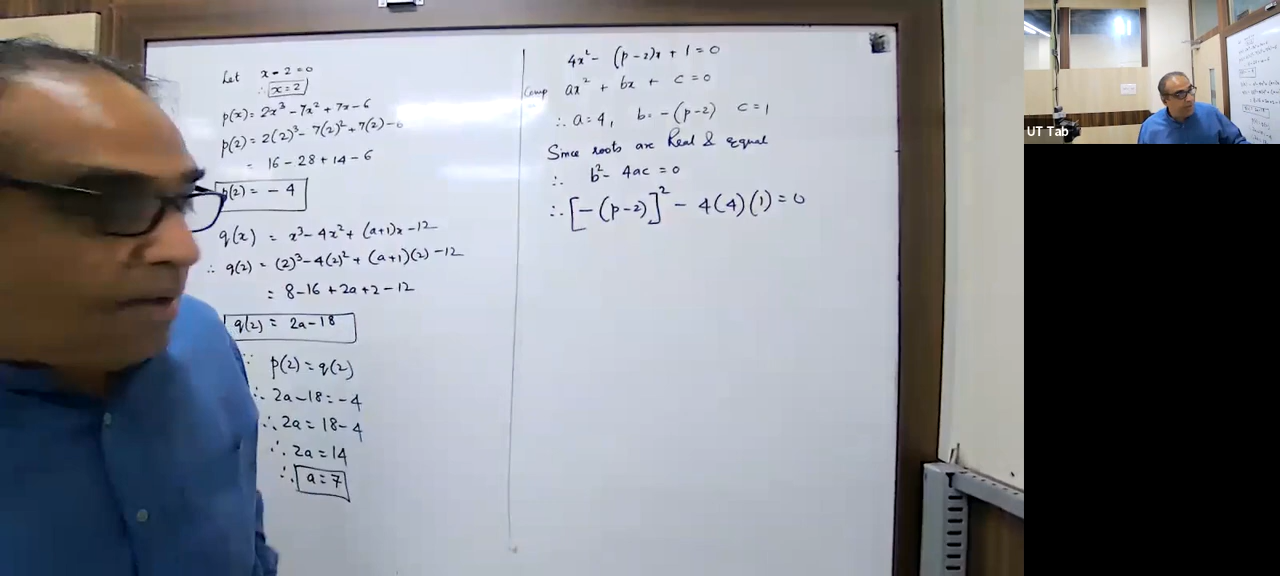 Let x-2=0
∴ x=2
p(x)= 2x³-7x²+7x-6
p(2)= 2(2)³-7(2)²+7(2)-6
= 16-28+14-6
p(2)= -4
q(x) = x³-4x²+(a+1)x-12
∴ q(2) = (2)³-4(2)²+(a+1)(2)-12
= 8-16+2a+2-12
q(2) = 2a-18
∵ p(2)=q(2)
∴ 2a-18=-4
∴ 2a=18-4
∴ 2a=14
∴ a=7
4x²-(p-2)x+1=0
Comp ax²+bx+c=0
∴ a=4, b=-(p-2) c=1
Since roots are Real & equal
∴ b²-4ac=0
∴ [-(p-2)]²-4(4)(1)=0
UT Tab